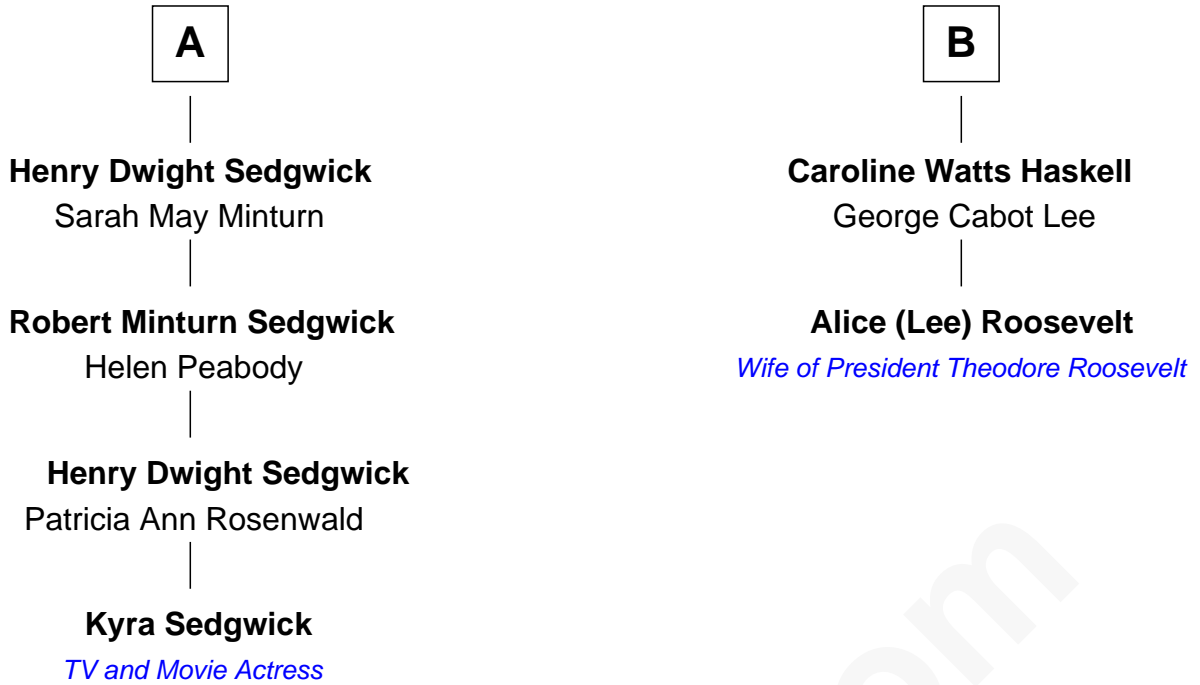 A
Henry Dwight Sedgwick
Sarah May Minturn
Robert Minturn Sedgwick
Helen Peabody
Henry Dwight Sedgwick
Patricia Ann Rosenwald
Kyra Sedgwick
TV and Movie Actress
B
Caroline Watts Haskell
George Cabot Lee
Alice (Lee) Roosevelt
Wife of President Theodore Roosevelt
om